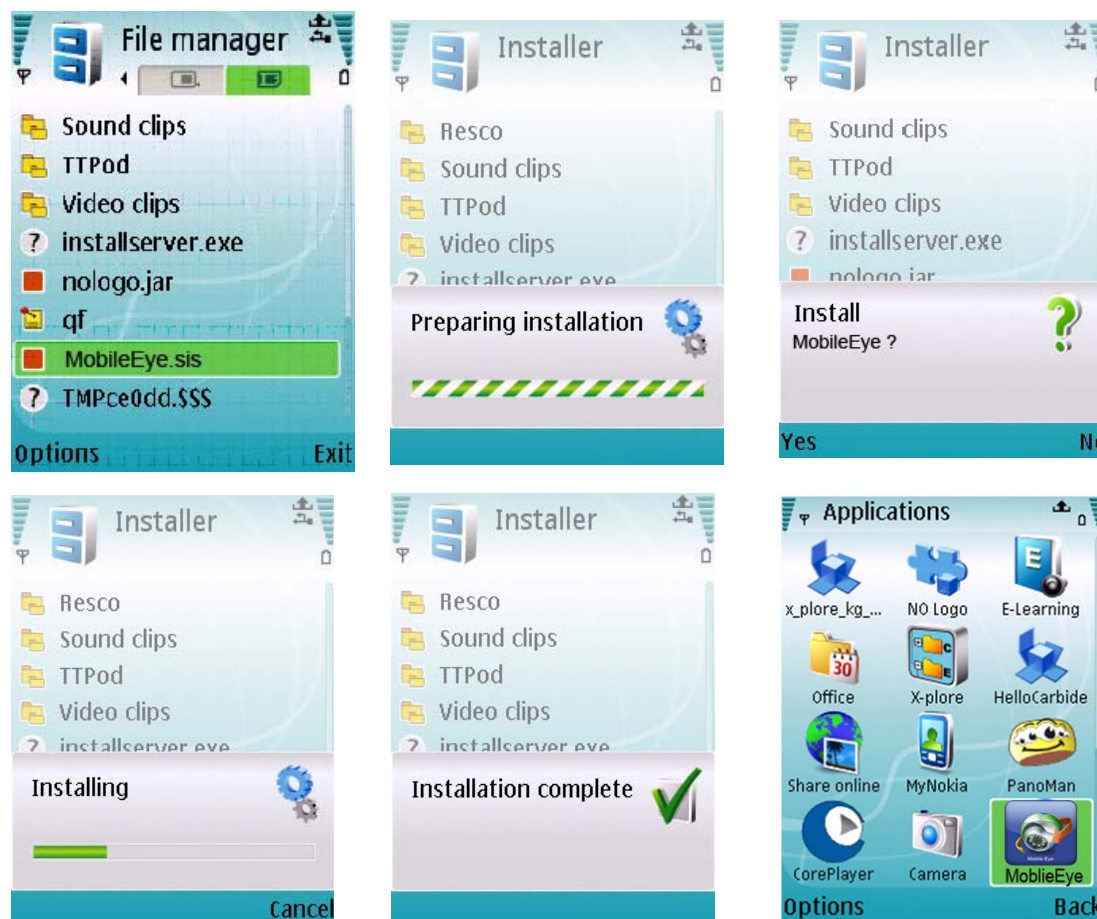 File manager
Sound clips
TTPod
Video clips
installserver.exe
nologo.jar
qf
MobileEye.sis
TMPce0dd.$$$
Options Exit
Installer
Resco
Sound clips
TTPod
Video clips
installserver.exe
Preparing installation
Installer
Sound clips
TTPod
Video clips
installserver.exe
nologo.jar
Install
MobileEye ?
Yes No
Installer
Resco
Sound clips
TTPod
Video clips
installserver.exe
Installing
Cancel
Installer
Resco
Sound clips
TTPod
Video clips
installserver.exe
Installation complete
Applications
x_plore_kg_... NO Logo E-Learning
30
Office X-plore HelloCarbide
Share online MyNokia PanoMan
Mobile Eye
CorePlayer Camera MoblieEye
Options Back